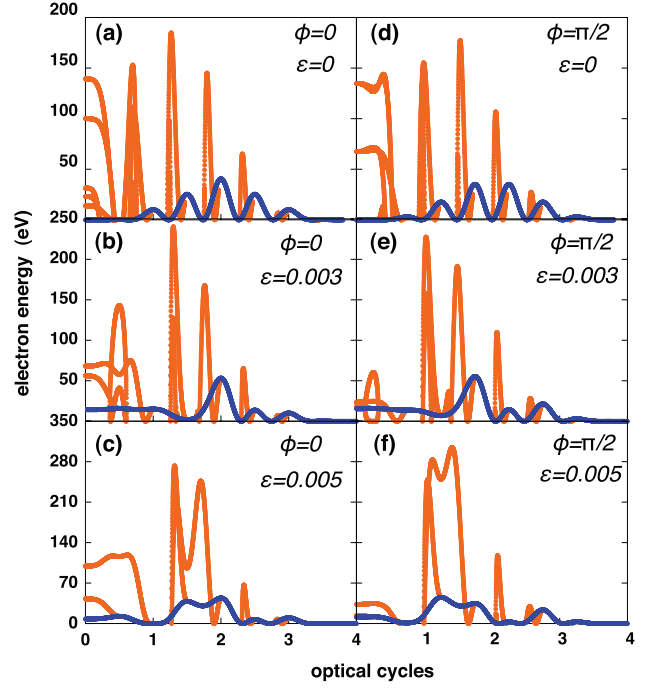 200
(a)
ϕ=0
ε=0
(d)
ϕ=π/2
ε=0
150
100
50
250
(b)
ϕ=0
ε=0.003
(e)
ϕ=π/2
ε=0.003
200
150
100
50
350
(c)
ϕ=0
ε=0.005
(f)
ϕ=π/2
ε=0.005
280
210
140
70
0
electron energy (eV)
0 1 2 3 4 1 2 3 4
optical cycles